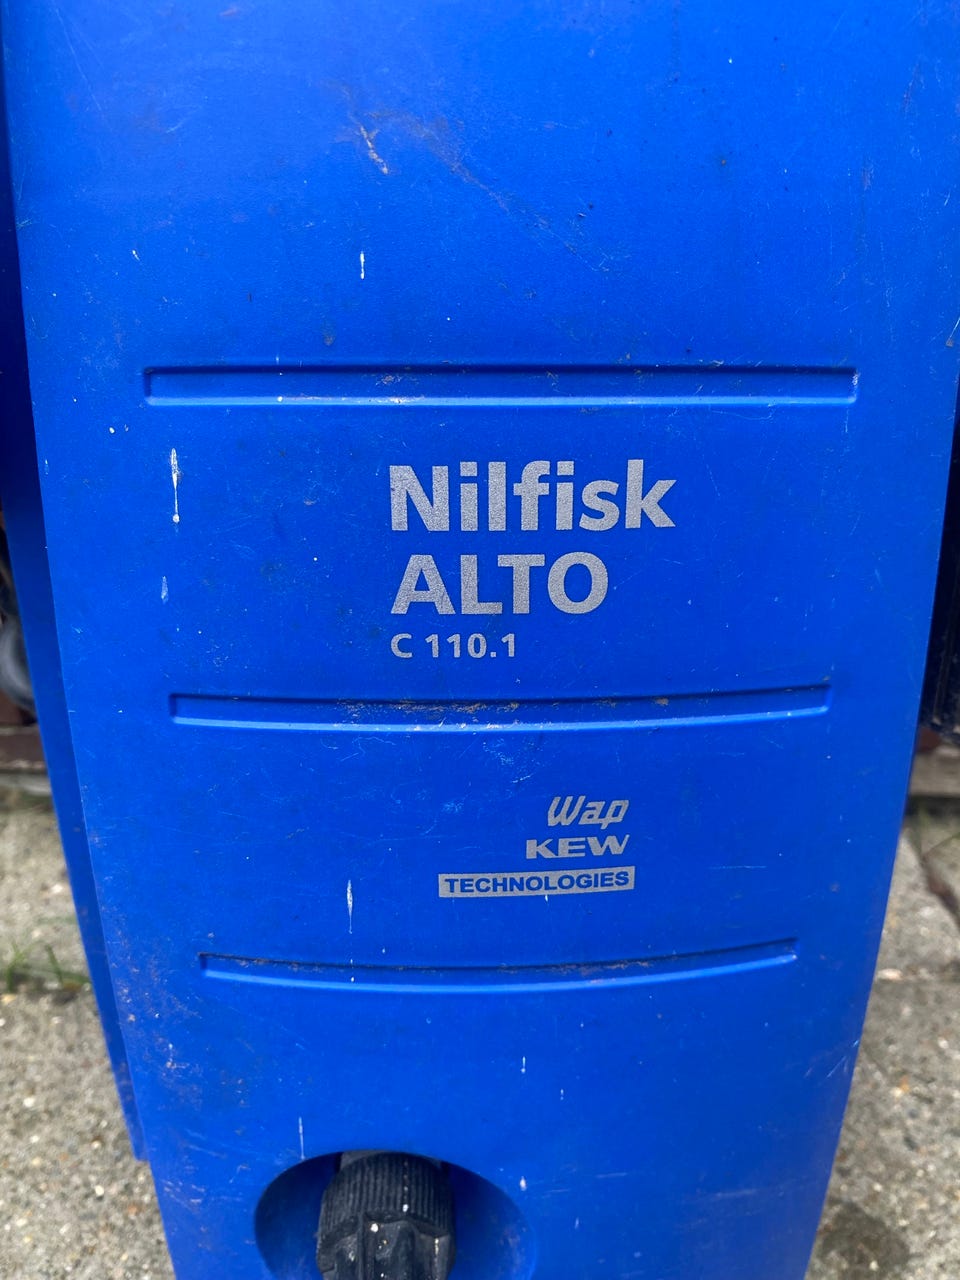 Nilfisk
ALTO
C 110.1
Wap
KEW
TECHNOLOGIES